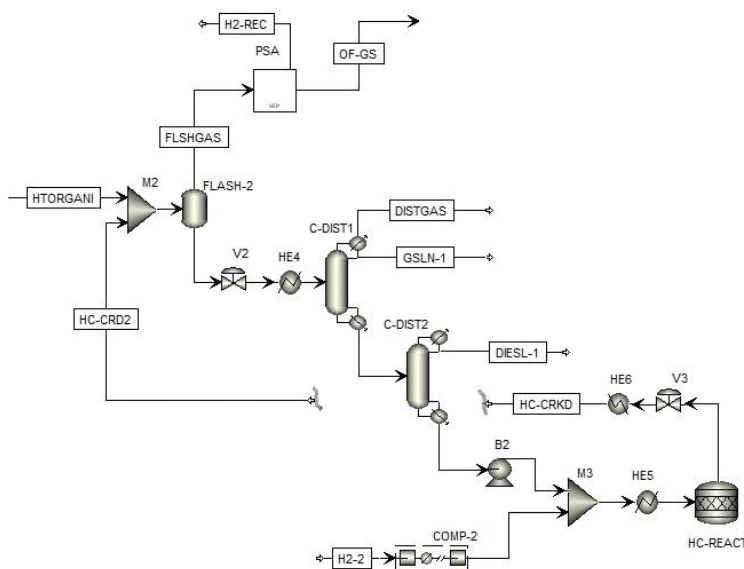 H2-REC
PSA
OF-GS
FLSHGAS
M2
FLASH-2
HTORGANI
DISTGAS
C-DIST1
V2
HE4
GSLN-1
HC-CRD2
C-DIST2
DIESL-1
HE6
V3
HC-CRKD
B2
M3
HE5
COMP-2
HC-REACT
H2-2